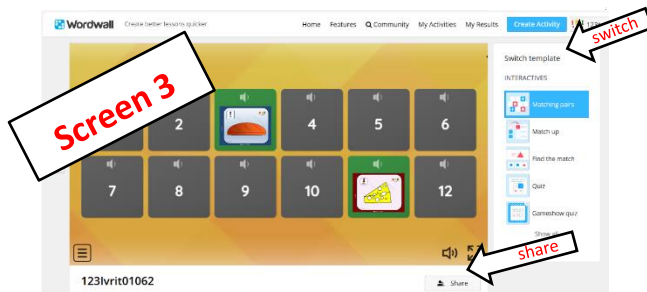 Wordwall Create better lessons quicker Home Features Community My Activities My Results Create Activity
switch
Switch template
INTERACTIVES
Screen 3
Matching pairs
2 4 5 6
Match up
Find the match
7 8 9 10 12
Quiz
Gameshow quiz
share
123Ivrit01062
Share